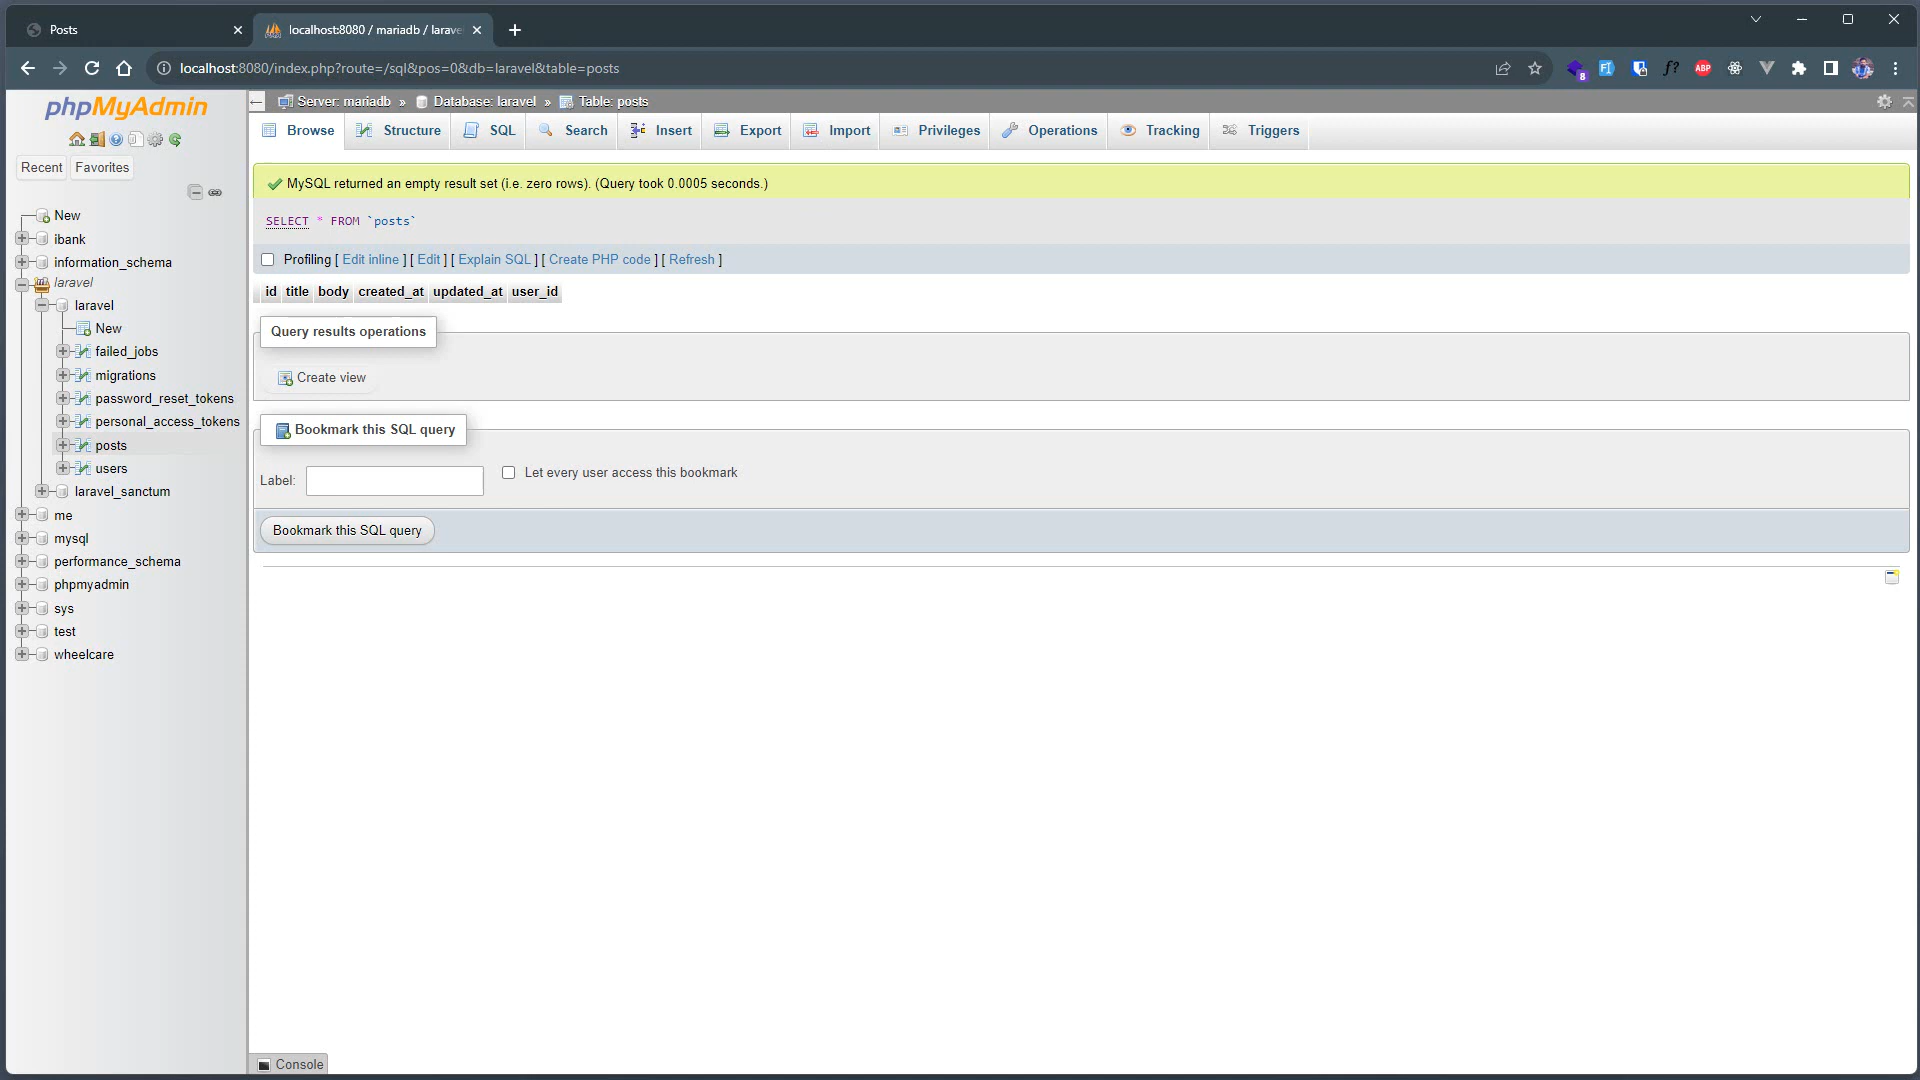 Posts
localhost:8080 / mariadb / larave
localhost:8080/index.php?route=/sql&pos=0&db=laravel&table=posts
8
ABP
f?
phpMyAdmin
Recent
Favorites
New
ibank
information_schema
laravel
laravel
New
failed_jobs
migrations
password_reset_tokens
personal_access_tokens
posts
users
laravel_sanctum
me
mysql
performance_schema
phpmyadmin
sys
test
wheelcare
Server: mariadb » Database: laravel » Table: posts
Browse Structure SQL Search Insert Export Import Privileges Operations Tracking Triggers
MySQL returned an empty result set (i.e. zero rows). (Query took 0.0005 seconds.)
SELECT * FROM `posts`
Profiling [ Edit inline ] [ Edit ] [ Explain SQL ] [ Create PHP code ] [ Refresh ]
id title body created_at updated_at user_id
Query results operations
Create view
Bookmark this SQL query
Label:
Let every user access this bookmark
Bookmark this SQL query
Console